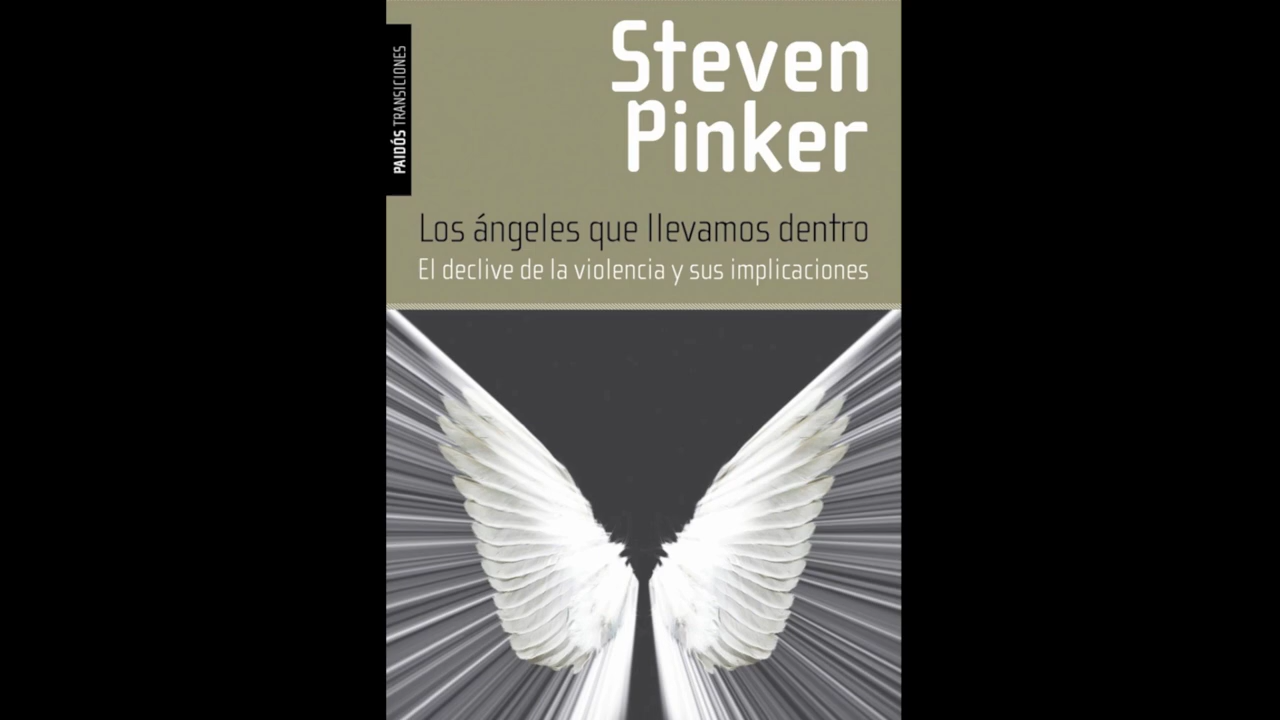 PAIDÓS TRANSICIONES
Steven
Pinker
Los ángeles que llevamos dentro
El declive de la violencia y sus implicaciones